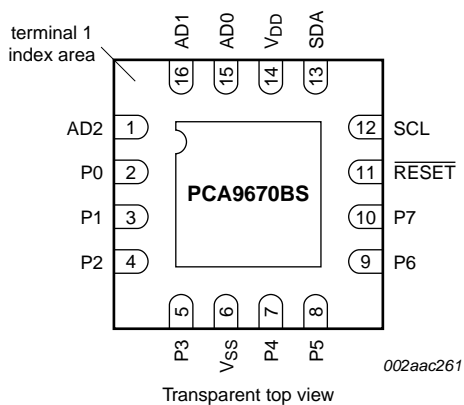 terminal 1
index area
AD1
AD0
VDD
SDA
16
15
14
13
AD2 1
12 SCL
P0 2
11 RESET
P1 3
10 P7
P2 4
9 P6
PCA9670BS
5
6
7
8
P3
VSS
P4
P5
002aac261
Transparent top view